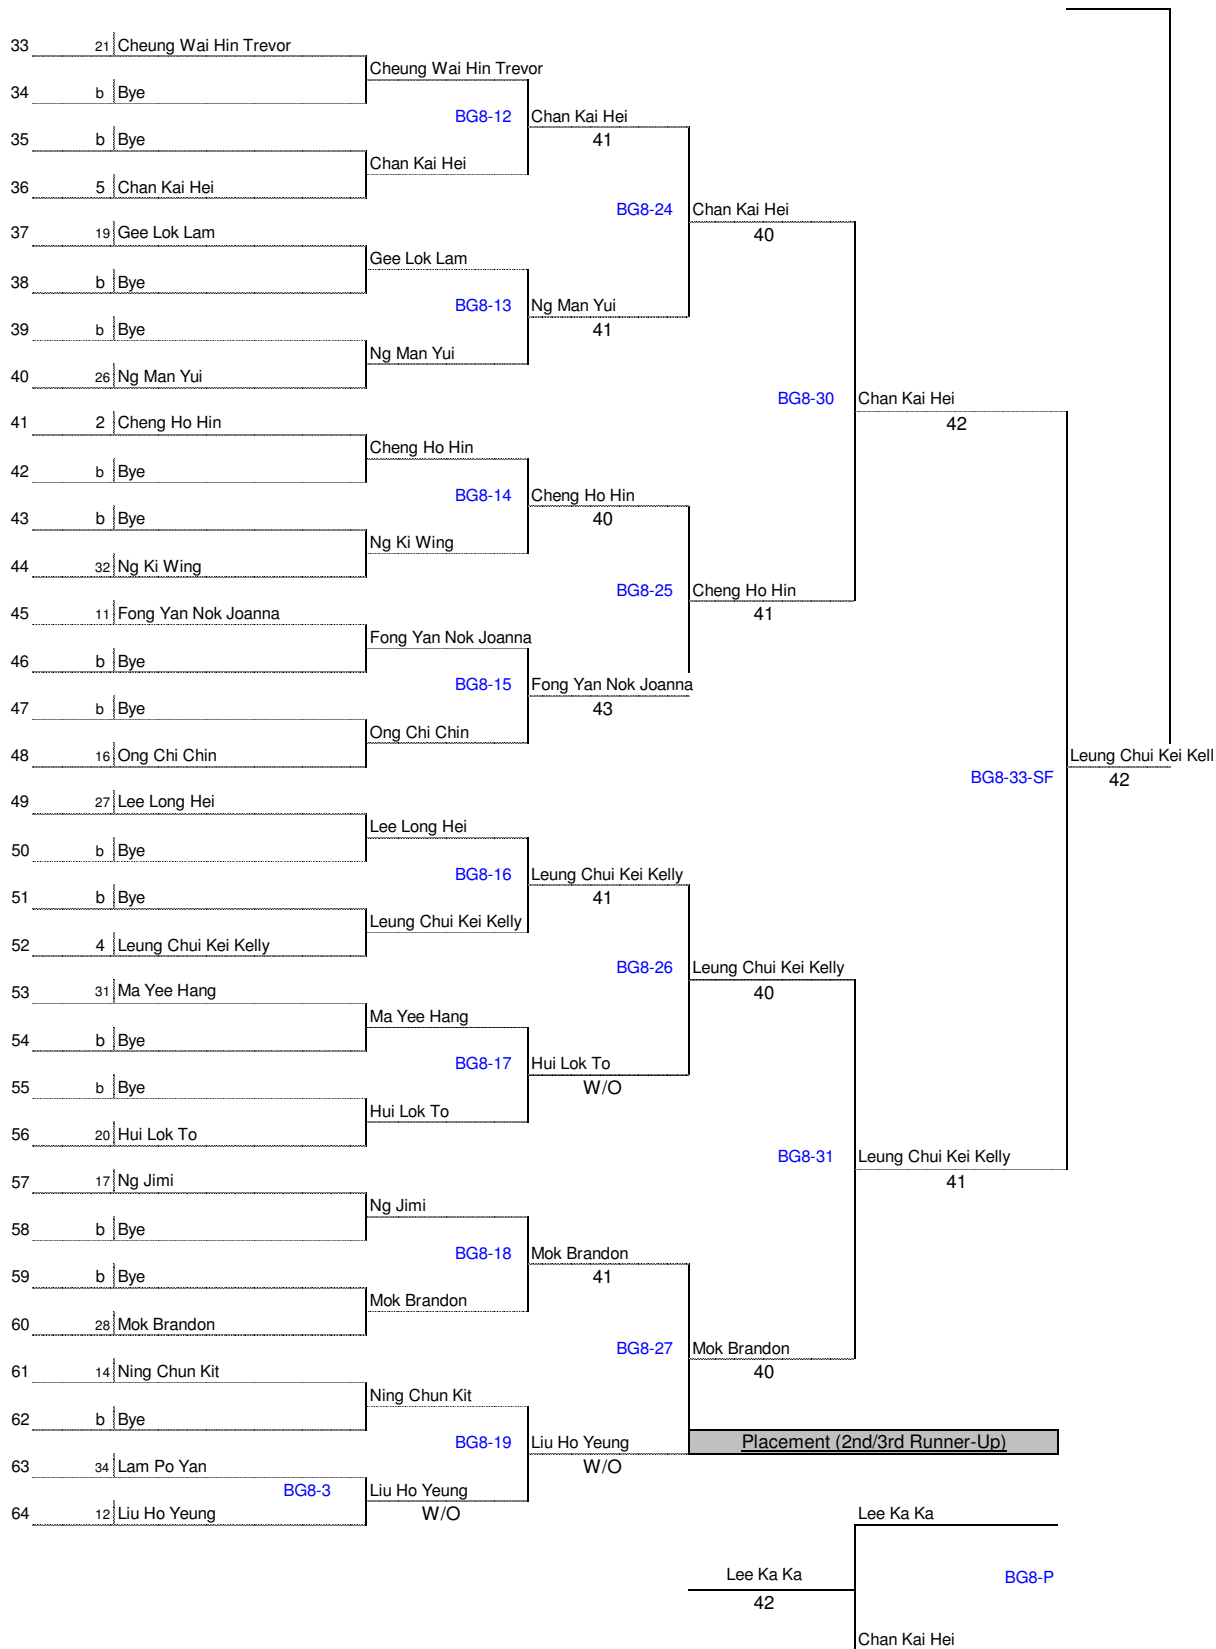 33 21 Cheung Wai Hin Trevor
Cheung Wai Hin Trevor
34 b Bye
BG8-12 Chan Kai Hei
41
35 b Bye
Chan Kai Hei
36 5 Chan Kai Hei
BG8-24 Chan Kai Hei
40
37 19 Gee Lok Lam
Gee Lok Lam
38 b Bye
BG8-13 Ng Man Yui
41
39 b Bye
Ng Man Yui
40 26 Ng Man Yui
BG8-30 Chan Kai Hei
42
41 2 Cheng Ho Hin
Cheng Ho Hin
42 b Bye
BG8-14 Cheng Ho Hin
40
43 b Bye
Ng Ki Wing
44 32 Ng Ki Wing
BG8-25 Cheng Ho Hin
41
45 11 Fong Yan Nok Joanna
Fong Yan Nok Joanna
46 b Bye
BG8-15 Fong Yan Nok Joanna
43
47 b Bye
Ong Chi Chin
48 16 Ong Chi Chin
Leung Chui Kei Kell
BG8-33-SF 42
49 27 Lee Long Hei
Lee Long Hei
50 b Bye
BG8-16 Leung Chui Kei Kelly
41
51 b Bye
Leung Chui Kei Kelly
52 4 Leung Chui Kei Kelly
BG8-26 Leung Chui Kei Kelly
40
53 31 Ma Yee Hang
Ma Yee Hang
54 b Bye
BG8-17 Hui Lok To
W/O
55 b Bye
Hui Lok To
56 20 Hui Lok To
BG8-31 Leung Chui Kei Kelly
41
57 17 Ng Jimi
Ng Jimi
58 b Bye
BG8-18 Mok Brandon
41
59 b Bye
Mok Brandon
60 28 Mok Brandon
BG8-27 Mok Brandon
40
61 14 Ning Chun Kit
Ning Chun Kit
62 b Bye
BG8-19 Liu Ho Yeung
W/O
Placement (2nd/3rd Runner-Up)
63 34 Lam Po Yan
BG8-3 Liu Ho Yeung
W/O
64 12 Liu Ho Yeung
Lee Ka Ka
Lee Ka Ka
42
BG8-P
Chan Kai Hei